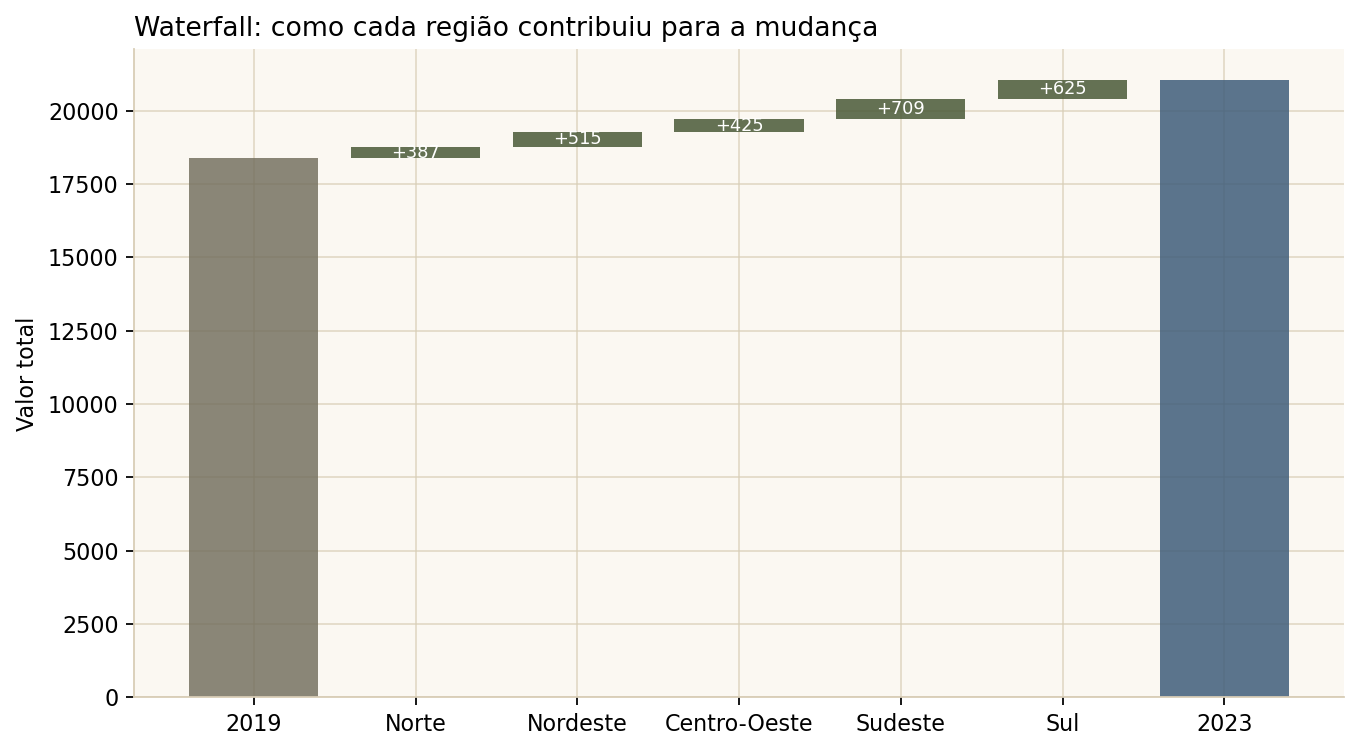 Waterfall: como cada região contribuiu para a mudança
Valor total
20000
17500
15000
12500
10000
7500
5000
2500
0
+387
+515
+425
+709
+625
2019
Norte
Nordeste
Centro-Oeste
Sudeste
Sul
2023